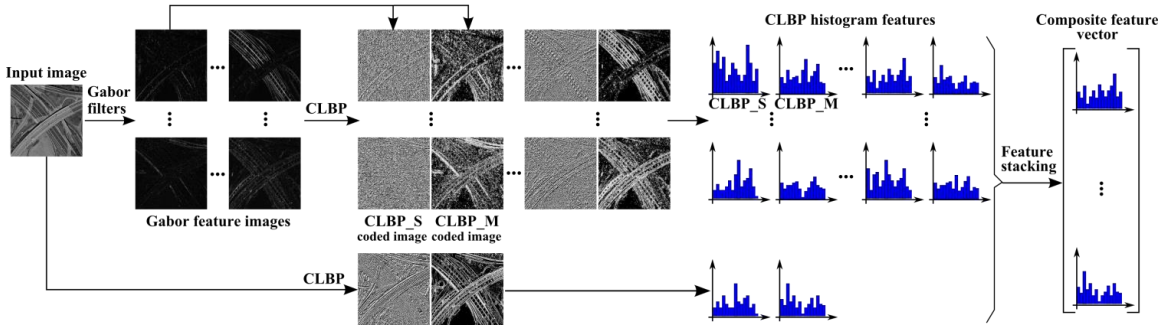 Input image
Gabor
filters
Gabor feature images
CLBP
CLBP_S
coded image
CLBP_M
coded image
CLBP
CLBP histogram features
CLBP_S
CLBP_M
Feature
stacking
Composite feature
vector